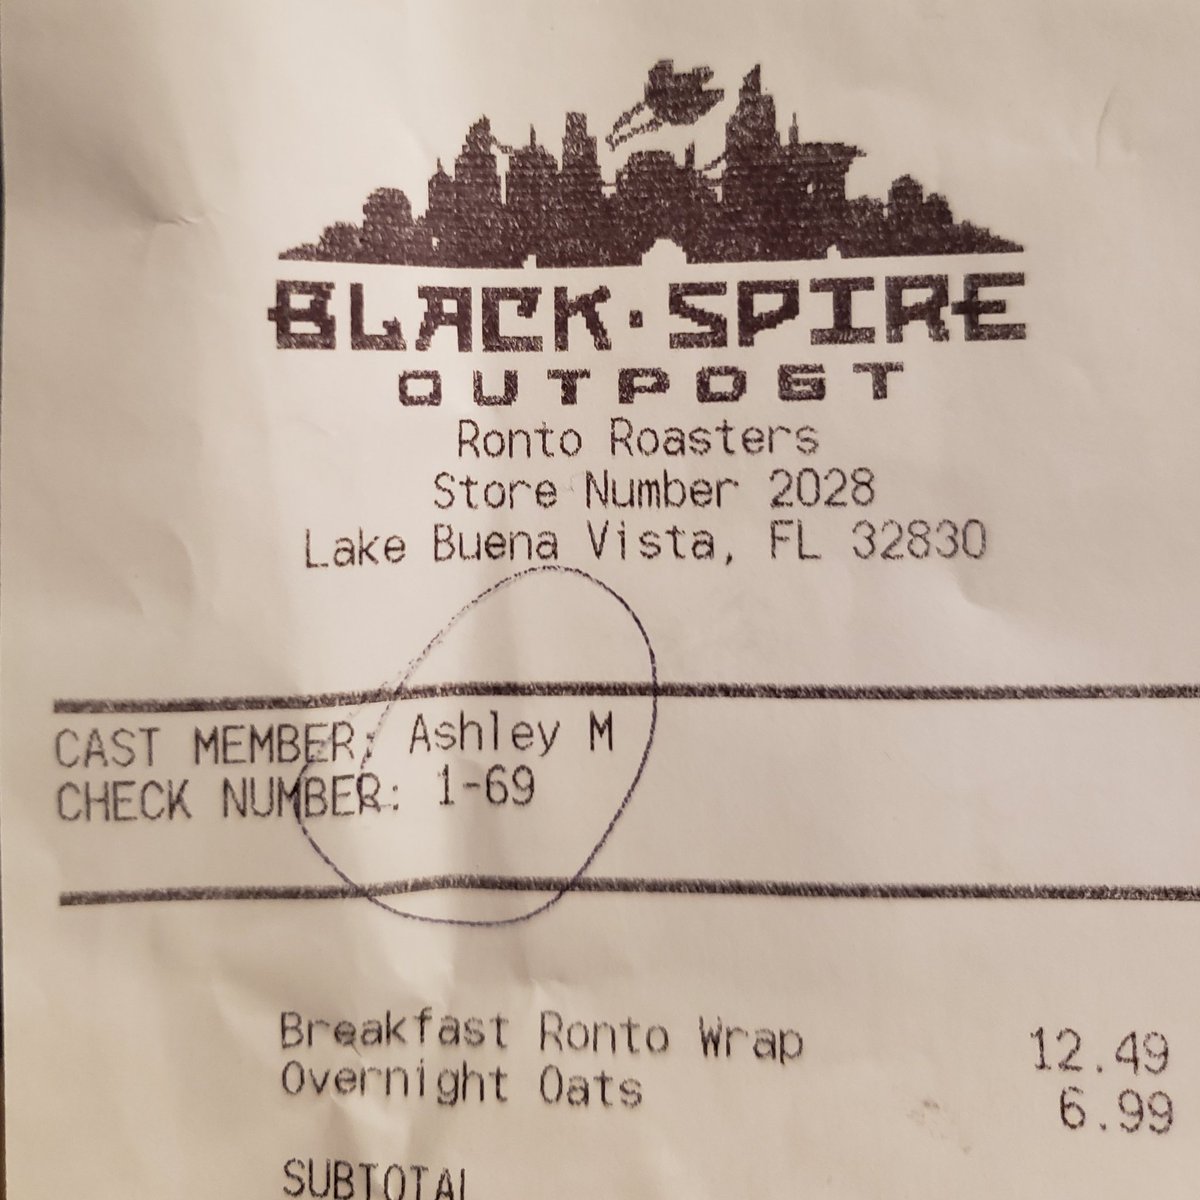 BLACK·SPIRE
OUTPOST
Ronto Roasters
Store Number 2028
Lake Buena Vista, FL 32830
CAST MEMBER: Ashley M
CHECK NUMBER: 1-69
Breakfast Ronto Wrap 12.49
Overnight Oats 6.99
SUBTOTAL